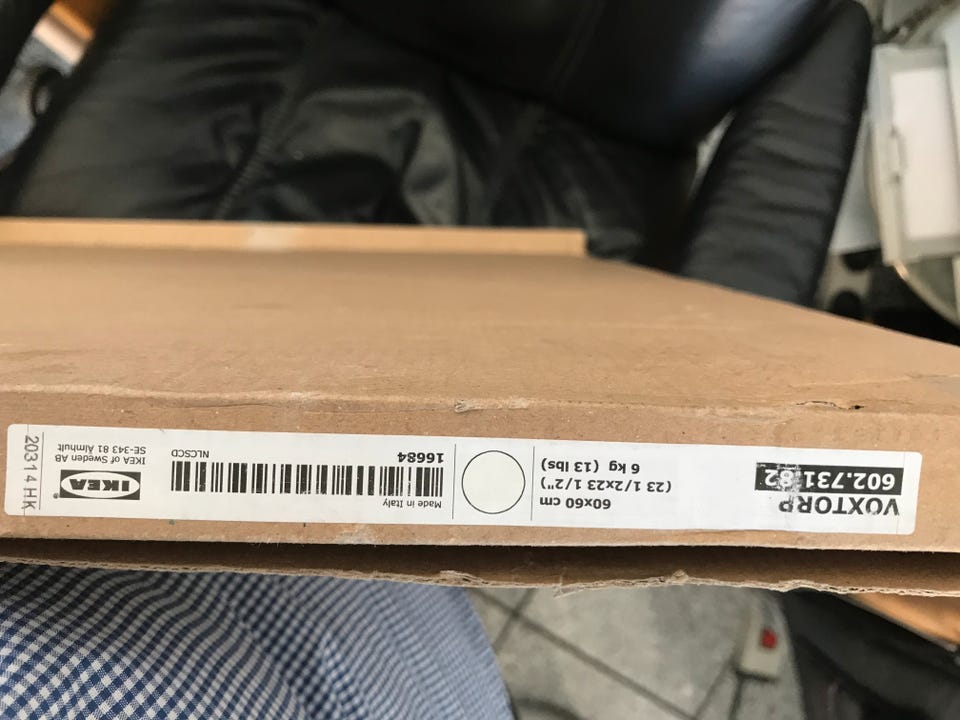 VOXTORP
602.731.82
60x60 cm
(23 1/2x23 1/2")
6 kg (13 lbs)
Made in Italy
16684
NLCSCD
IKEA
IKEA of Sweden AB
SE-343 81 Älmhult
20314 HK